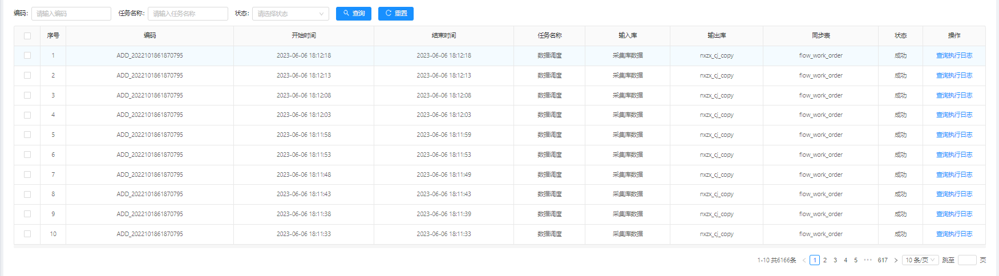 编码: 请输入编码 任务名称: 请输入任务名称 状态: 请选择状态 查询 重置
序号 编码 开始时间 结束时间 任务名称 输入库 输出库 同步表 状态 操作
1 ADD_2022101861870795 2023-06-06 18:12:18 2023-06-06 18:12:18 数据调度 采集库数据 nxzx_cj_copy flow_work_order 成功 查询执行日志
2 ADD_2022101861870795 2023-06-06 18:12:13 2023-06-06 18:12:13 数据调度 采集库数据 nxzx_cj_copy flow_work_order 成功 查询执行日志
3 ADD_2022101861870795 2023-06-06 18:12:08 2023-06-06 18:12:08 数据调度 采集库数据 nxzx_cj_copy flow_work_order 成功 查询执行日志
4 ADD_2022101861870795 2023-06-06 18:12:03 2023-06-06 18:12:03 数据调度 采集库数据 nxzx_cj_copy flow_work_order 成功 查询执行日志
5 ADD_2022101861870795 2023-06-06 18:11:58 2023-06-06 18:11:59 数据调度 采集库数据 nxzx_cj_copy flow_work_order 成功 查询执行日志
6 ADD_2022101861870795 2023-06-06 18:11:53 2023-06-06 18:11:53 数据调度 采集库数据 nxzx_cj_copy flow_work_order 成功 查询执行日志
7 ADD_2022101861870795 2023-06-06 18:11:48 2023-06-06 18:11:49 数据调度 采集库数据 nxzx_cj_copy flow_work_order 成功 查询执行日志
8 ADD_2022101861870795 2023-06-06 18:11:43 2023-06-06 18:11:43 数据调度 采集库数据 nxzx_cj_copy flow_work_order 成功 查询执行日志
9 ADD_2022101861870795 2023-06-06 18:11:38 2023-06-06 18:11:39 数据调度 采集库数据 nxzx_cj_copy flow_work_order 成功 查询执行日志
10 ADD_2022101861870795 2023-06-06 18:11:33 2023-06-06 18:11:33 数据调度 采集库数据 nxzx_cj_copy flow_work_order 成功 查询执行日志
1-10 共6166条 < 1 2 3 4 5 ••• 617 > 10 条/页 跳至 页